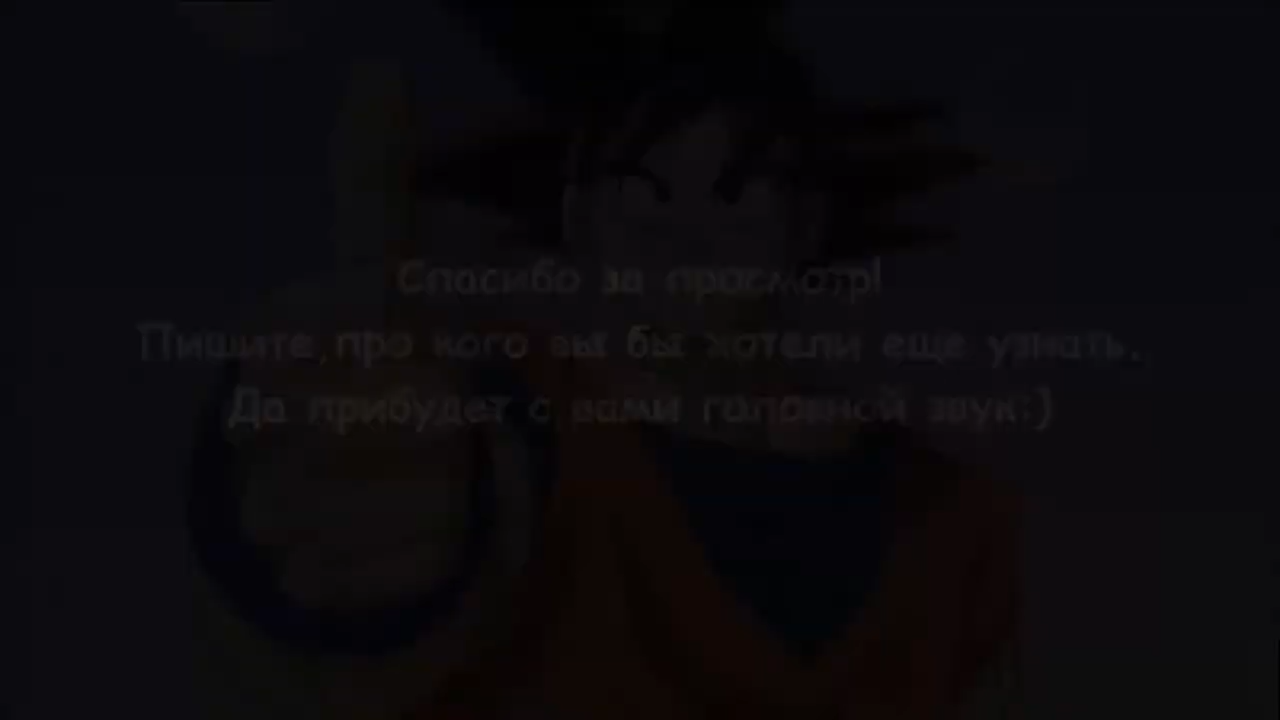 Спасибо за просмотр!
Пишите,про кого вы бы хотели еще узнать.
Да прибудет с вами головной звук:)